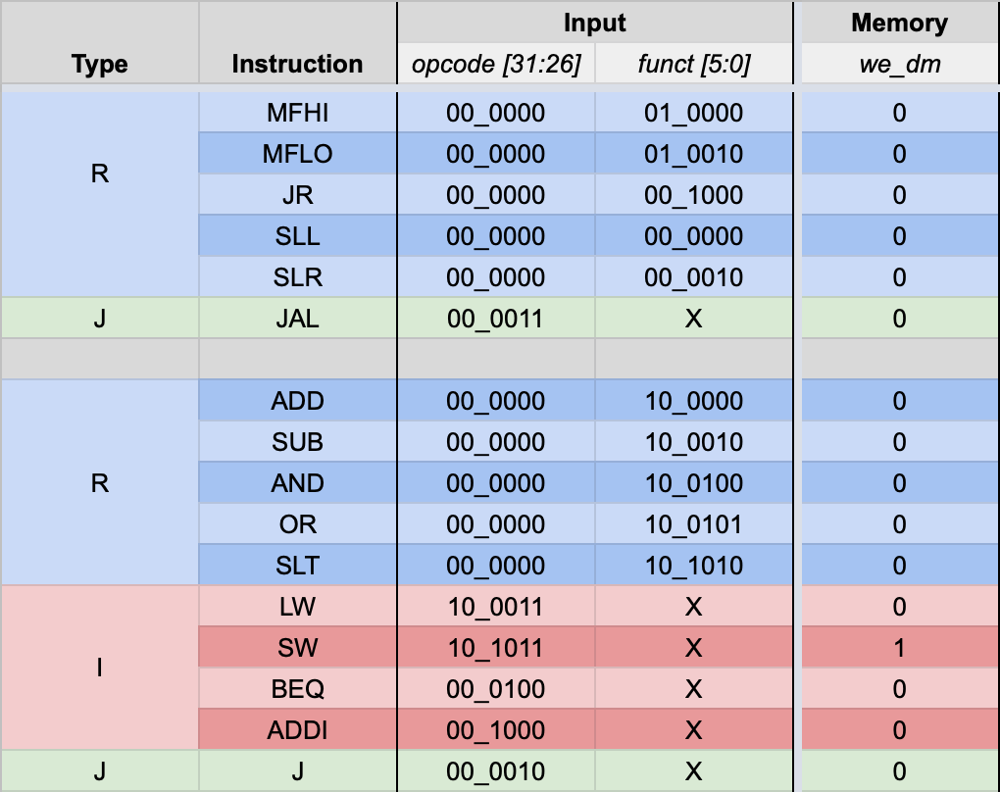 Input Memory
Type Instruction opcode [31:26] funct [5:0] we_dm
R
MFHI 00_0000 01_0000 0
MFLO 00_0000 01_0010 0
JR 00_0000 00_1000 0
SLL 00_0000 00_0000 0
SLR 00_0000 00_0010 0
J JAL 00_0011 X 0
R
ADD 00_0000 10_0000 0
SUB 00_0000 10_0010 0
AND 00_0000 10_0100 0
OR 00_0000 10_0101 0
SLT 00_0000 10_1010 0
I
LW 10_0011 X 0
SW 10_1011 X 1
BEQ 00_0100 X 0
ADDI 00_1000 X 0
J J 00_0010 X 0